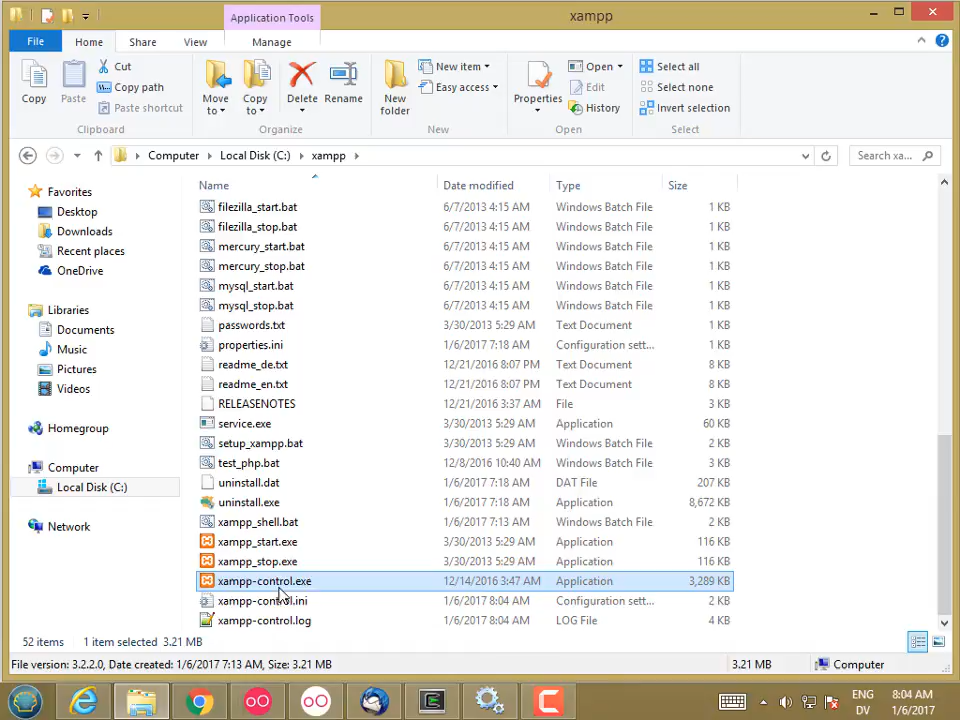 Application Tools
xampp
File
Home
Share
View
Manage
Copy
Paste
Cut
Copy path
Paste shortcut
Clipboard
Move to
Copy to
Delete
Rename
Organize
New folder
New item
Easy access
New
Properties
Open
Edit
History
Open
Select all
Select none
Invert selection
Select
Computer
Local Disk (C:)
xampp
Search xa...
Favorites
Desktop
Downloads
Recent places
OneDrive
Libraries
Documents
Music
Pictures
Videos
Homegroup
Computer
Local Disk (C:)
Network
Name Date modified Type Size
filezilla_start.bat 6/7/2013 4:15 AM Windows Batch File 1 KB
filezilla_stop.bat 6/7/2013 4:15 AM Windows Batch File 1 KB
mercury_start.bat 6/7/2013 4:15 AM Windows Batch File 1 KB
mercury_stop.bat 6/7/2013 4:15 AM Windows Batch File 1 KB
mysql_start.bat 6/7/2013 4:15 AM Windows Batch File 1 KB
mysql_stop.bat 6/7/2013 4:15 AM Windows Batch File 1 KB
passwords.txt 3/30/2013 5:29 AM Text Document 1 KB
properties.ini 1/6/2017 7:18 AM Configuration sett... 1 KB
readme_de.txt 12/21/2016 8:07 PM Text Document 8 KB
readme_en.txt 12/21/2016 8:07 PM Text Document 8 KB
RELEASENOTES 12/21/2016 3:37 AM File 3 KB
service.exe 3/30/2013 5:29 AM Application 60 KB
setup_xampp.bat 3/30/2013 5:29 AM Windows Batch File 2 KB
test_php.bat 12/8/2016 10:40 AM Windows Batch File 3 KB
uninstall.dat 1/6/2017 7:18 AM DAT File 207 KB
uninstall.exe 1/6/2017 7:18 AM Application 8,672 KB
xampp_shell.bat 1/6/2017 7:13 AM Windows Batch File 2 KB
xampp_start.exe 3/30/2013 5:29 AM Application 116 KB
xampp_stop.exe 3/30/2013 5:29 AM Application 116 KB
xampp-control.exe 12/14/2016 3:47 AM Application 3,289 KB
xampp-control.ini 1/6/2017 8:04 AM Configuration sett... 2 KB
xampp-control.log 1/6/2017 8:04 AM LOG File 4 KB
52 items 1 item selected 3.21 MB
File version: 3.2.2.0, Date created: 1/6/2017 7:13 AM, Size: 3.21 MB 3.21 MB Computer
ENG 8:04 AM
DV 1/6/2017